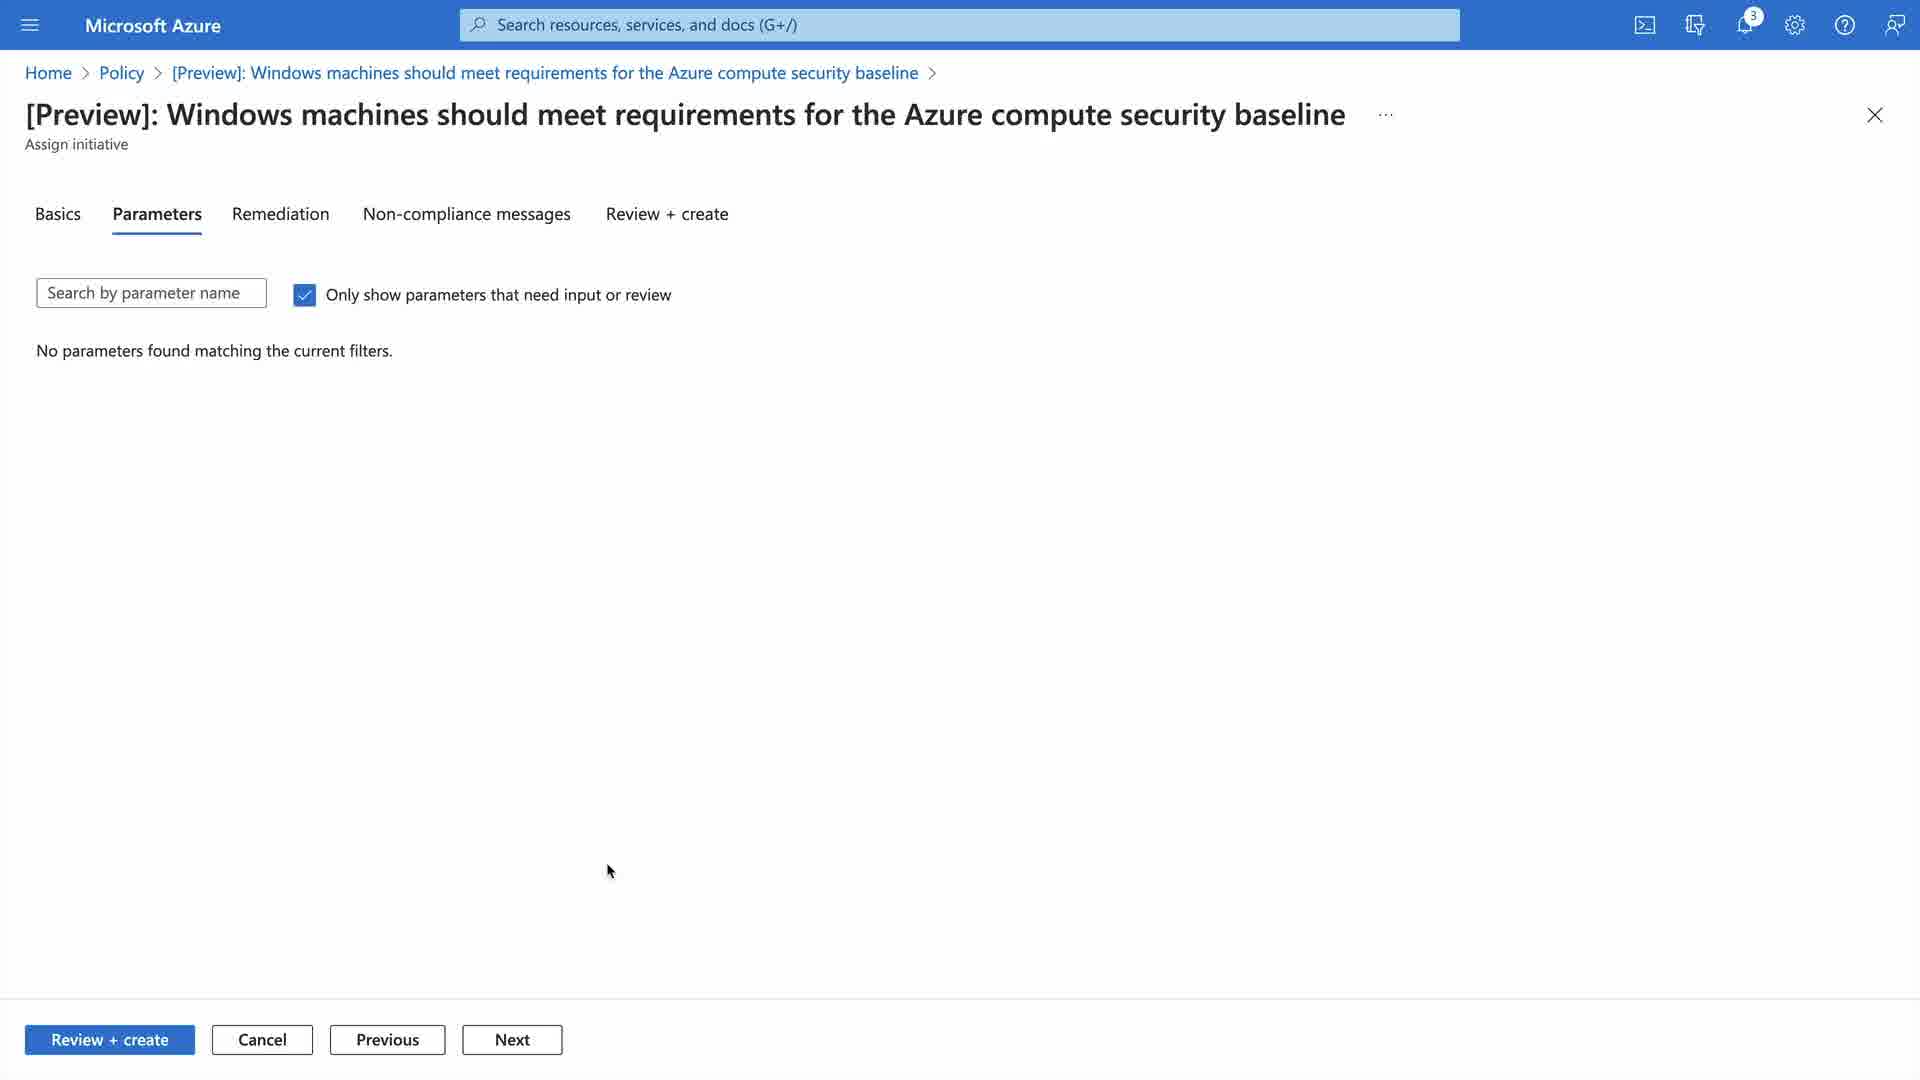 Microsoft Azure
Search resources, services, and docs (G+/)
3
Home > Policy > [Preview]: Windows machines should meet requirements for the Azure compute security baseline >
[Preview]: Windows machines should meet requirements for the Azure compute security baseline ...
Assign initiative
Basics Parameters Remediation Non-compliance messages Review + create
Search by parameter name Only show parameters that need input or review
No parameters found matching the current filters.
Review + create Cancel Previous Next